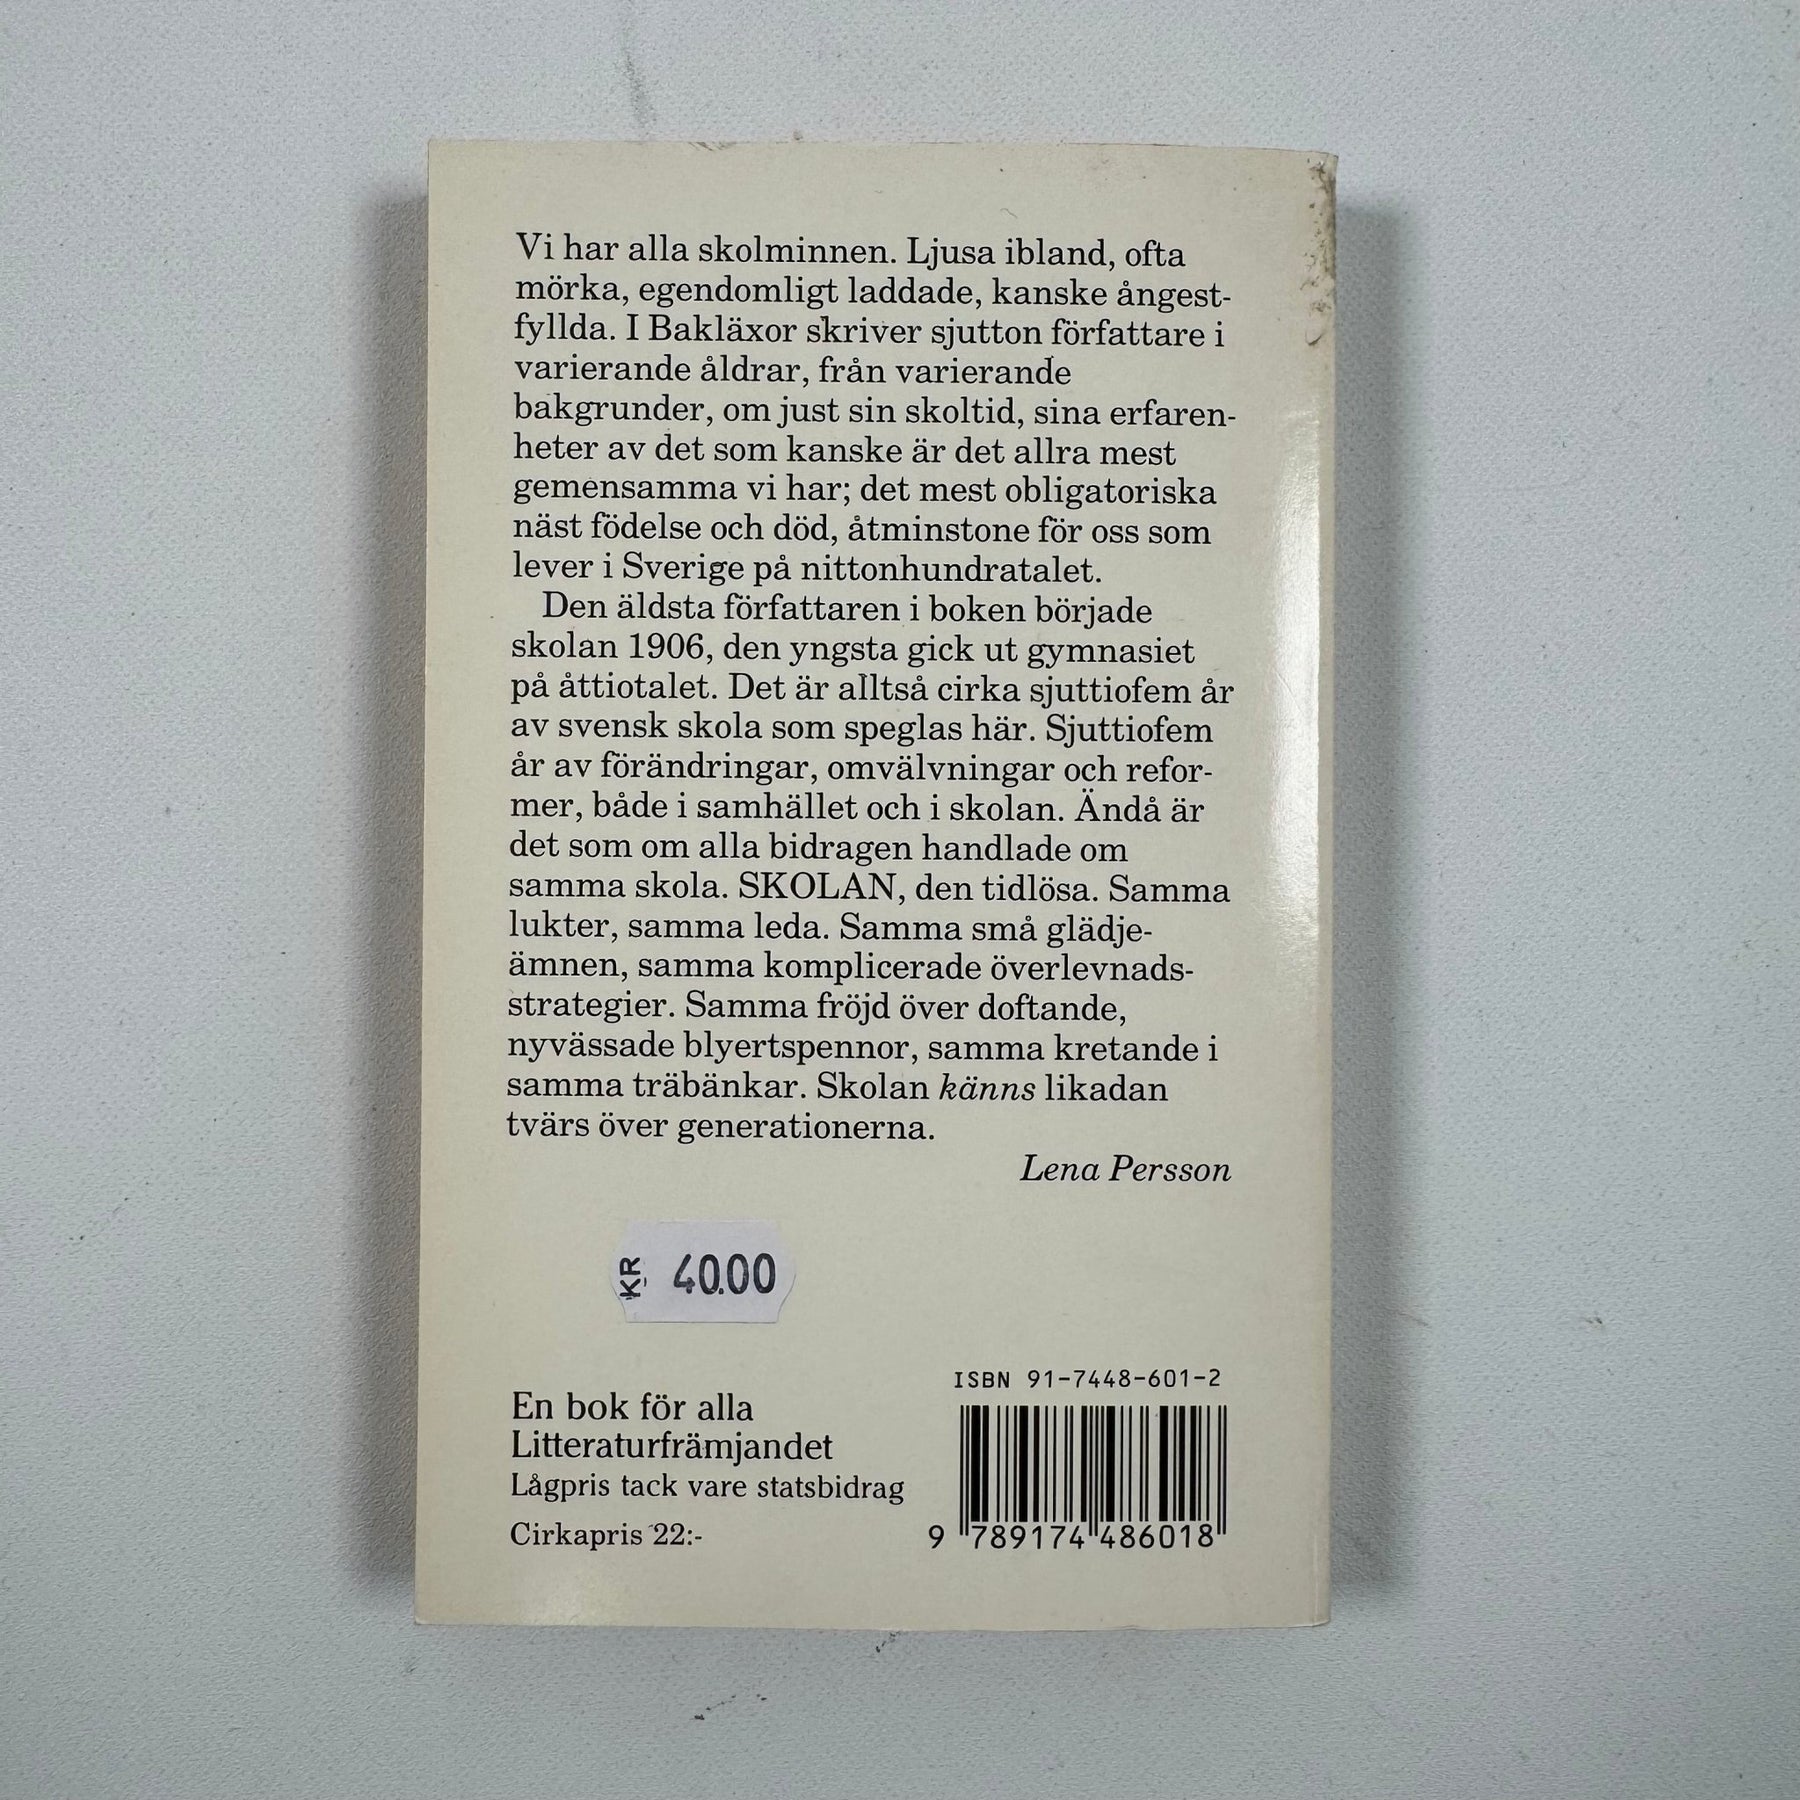 Vi har alla skolminnen. Ljusa ibland, ofta
mörka, egendomligt laddade, kanske ångest-
fyllda. I Bakläxor skriver sjutton författare i
varierande åldrar, från varierande
bakgrunder, om just sin skoltid, sina erfaren-
heter av det som kanske är det allra mest
gemensamma vi har; det mest obligatoriska
näst födelse och död, åtminstone för oss som
lever i Sverige på nittonhundratalet.
Den äldsta författaren i boken började
skolan 1906, den yngsta gick ut gymnasiet
på åttiotalet. Det är alltså cirka sjuttiofem år
av svensk skola som speglas här. Sjuttiofem
år av förändringar, omvälvningar och refor-
mer, både i samhället och i skolan. Ändå är
det som om alla bidragen handlade om
samma skola. SKOLAN, den tidlösa. Samma
lukter, samma leda. Samma små glädje-
ämnen, samma komplicerade överlevnads-
strategier. Samma fröjd över doftande,
nyvässade blyertspennor, samma kretande i
samma träbänkar. Skolan känns likadan
tvärs över generationerna.
Lena Persson
KR 40.00
ISBN 91-7448-601-2
En bok för alla
Litteraturfrämjandet
Lågpris tack vare statsbidrag
Cirkapris 22:-
9 789174 486018